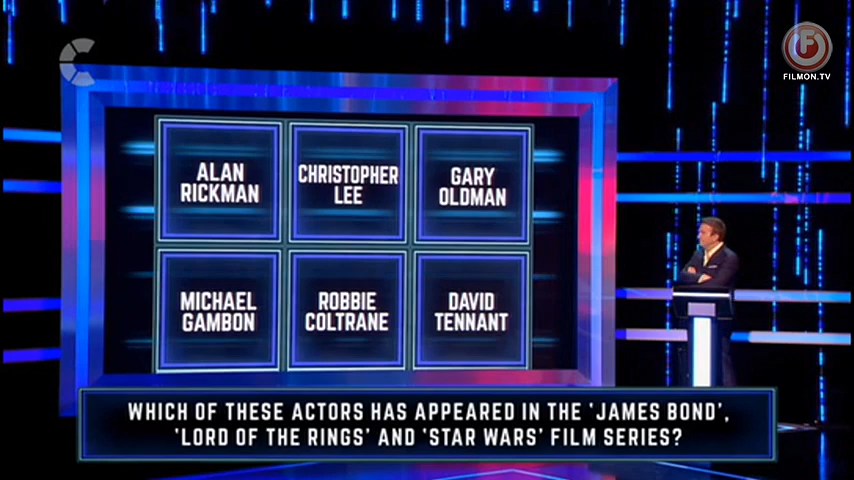 FILMON.TV
ALAN
RICKMAN
CHRISTOPHER
LEE
GARY
OLDMAN
MICHAEL
GAMBON
ROBBIE
COLTRANE
DAVID
TENNANT
WHICH OF THESE ACTORS HAS APPEARED IN THE 'JAMES BOND',
'LORD OF THE RINGS' AND 'STAR WARS' FILM SERIES?